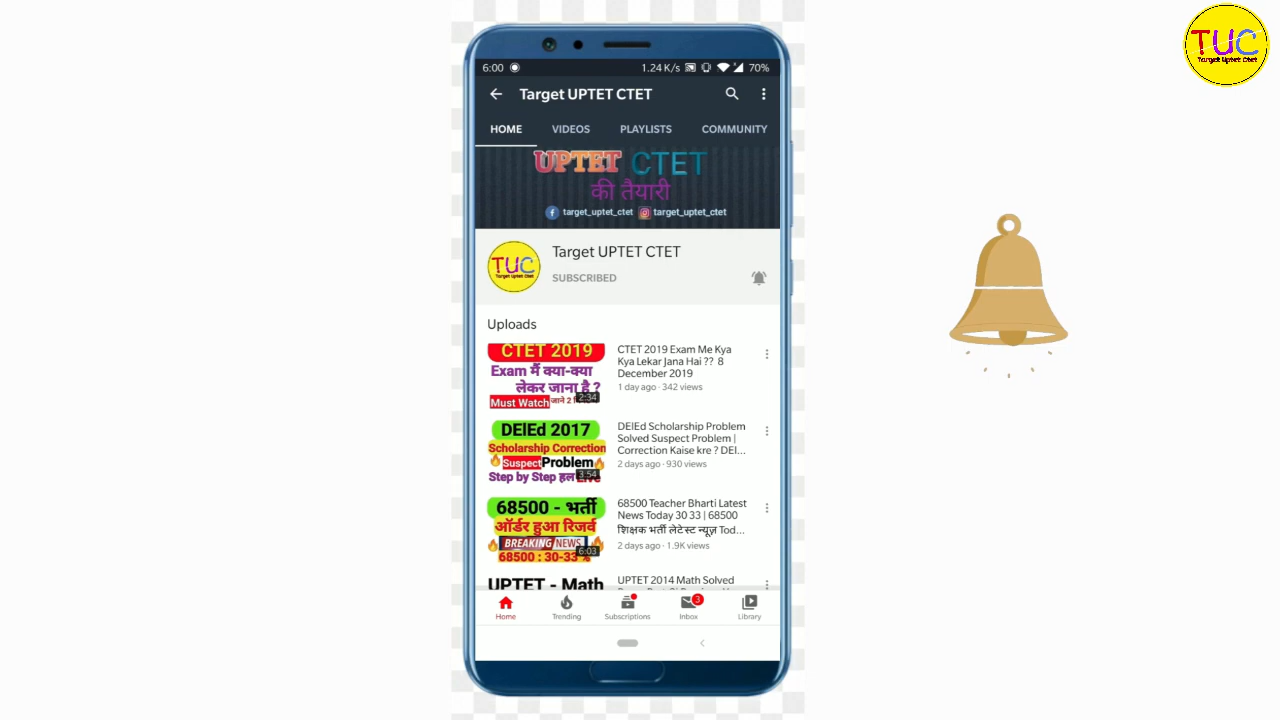 TUC
Target Uptet Ctet
6:00
1.24 K/s
70%
Target UPTET CTET
HOME
VIDEOS
PLAYLISTS
COMMUNITY
UPTET CTET
की तैयारी
target_uptet_ctet
target_uptet_ctet
TUC
Target Uptet Ctet
Target UPTET CTET
SUBSCRIBED
Uploads
CTET 2019
Exam मैं क्या-क्या
लेकर जाना है ?
Must Watch
जाने 2
2:34
CTET 2019 Exam Me Kya
Kya Lekar Jana Hai ?? 8
December 2019
1 day ago · 342 views
DElEd 2017
Scholarship Correction
Suspect Problem
Step by Step हल
3:54
DElEd Scholarship Problem
Solved Suspect Problem |
Correction Kaise kre ? DEl...
2 days ago · 930 views
68500 - भर्ती
ऑर्डर हुआ रिजर्व
BREAKING NEWS
68500 : 30-33 %
6:03
68500 Teacher Bharti Latest
News Today 30 33 | 68500
शिक्षक भर्ती लेटेस्ट न्यूज़ Tod...
2 days ago · 1.9K views
UPTET - Math
UPTET 2014 Math Solved
Home
Trending
Subscriptions
3
Inbox
Library